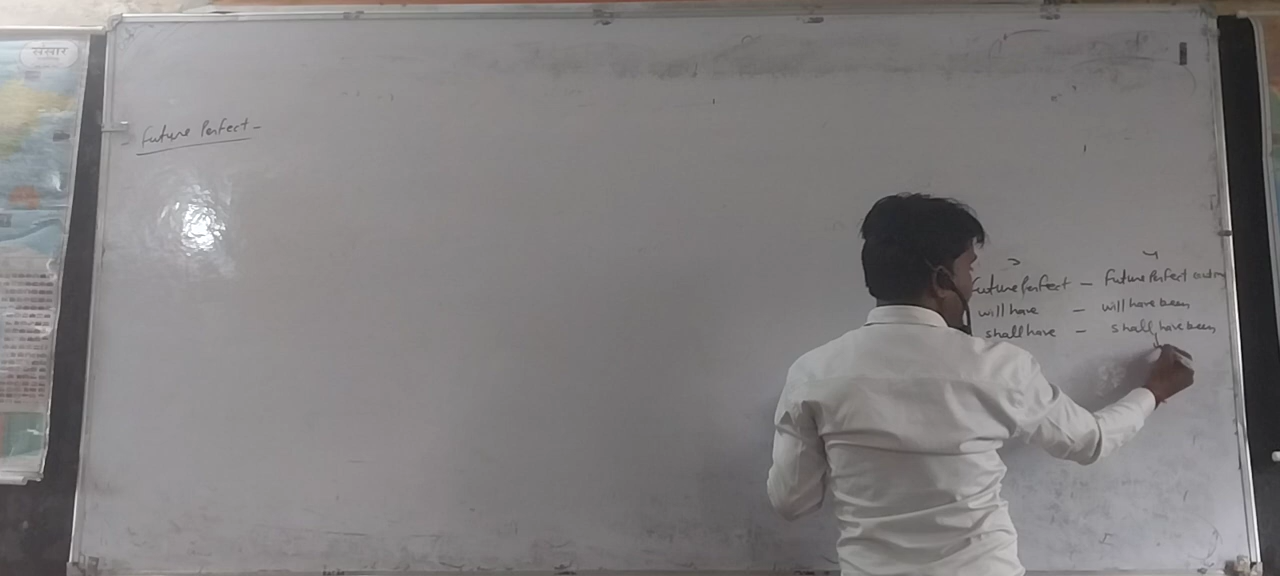 संसार
Future Perfect –
Future Perfect – Future Perfect
will have – will have been
shall have – shall have been